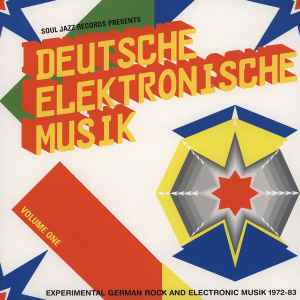 SOUL JAZZ RECORDS PRESENTS
DEUTSCHE
ELEKTRONISCHE
MUSIK
VOLUME ONE
EXPERIMENTAL GERMAN ROCK AND ELECTRONIC MUSIK 1972-83